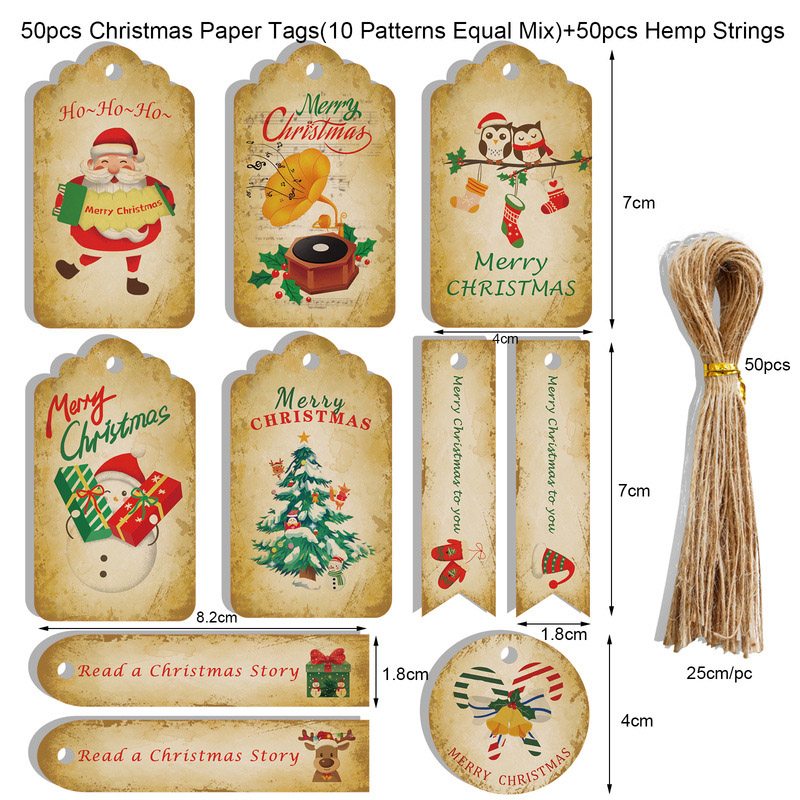 50pcs Christmas Paper Tags(10 Patterns Equal Mix)+50pcs Hemp Strings
Ho~Ho~Ho~
Merry Christmas
Merry
Christmas
Merry
CHRISTMAS
7cm
4cm
Merry
Christmas
Merry
CHRISTMAS
Merry Christmas to you
Merry Christmas to you
7cm
50pcs
8.2cm
1.8cm
Read a Christmas Story
1.8cm
Read a Christmas Story
MERRY CHRISTMAS
4cm
25cm/pc